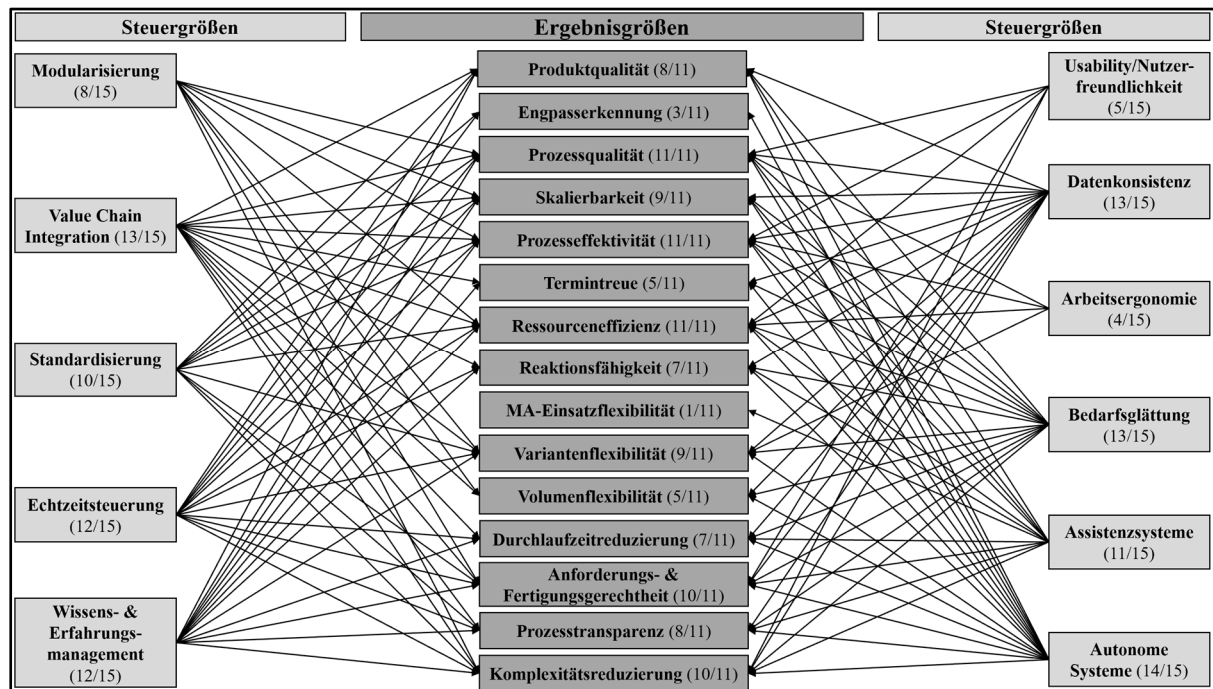 Steuergrößen
Ergebnisgrößen
Steuergrößen
Modularisierung
(8/15)
Value Chain
Integration (13/15)
Standardisierung
(10/15)
Echtzeitsteuerung
(12/15)
Wissens- &
Erfahrungs-
management
(12/15)
Produktqualität (8/11)
Engpasserkennung (3/11)
Prozessqualität (11/11)
Skalierbarkeit (9/11)
Prozesseffektivität (11/11)
Termintreue (5/11)
Ressourceneffizienz (11/11)
Reaktionsfähigkeit (7/11)
MA-Einsatzflexibilität (1/11)
Variantenflexibilität (9/11)
Volumenflexibilität (5/11)
Durchlaufzeitreduzierung (7/11)
Anforderungs- &
Fertigungsgerechtheit (10/11)
Prozesstransparenz (8/11)
Komplexitätsreduzierung (10/11)
Usability/Nutzer-
freundlichkeit
(5/15)
Datenkonsistenz
(13/15)
Arbeitsergonomie
(4/15)
Bedarfsglättung
(13/15)
Assistenzsysteme
(11/15)
Autonome
Systeme (14/15)